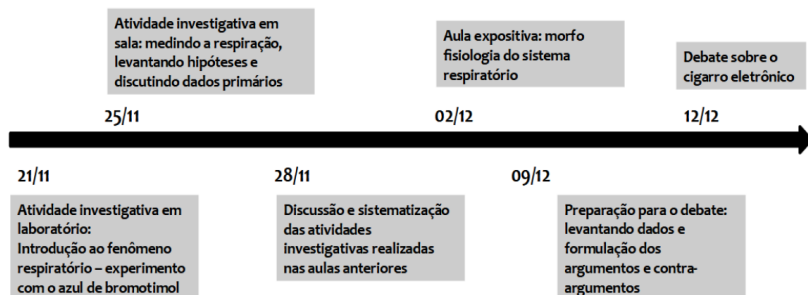 Atividade investigativa em
sala: medindo a respiração,
levantando hipóteses e
discutindo dados primários
Aula expositiva: morfo
fisiologia do sistema
respiratório
Debate sobre o
cigarro eletrônico
25/11
02/12
12/12
21/11
28/11
09/12
Atividade investigativa em
laboratório:
Introdução ao fenômeno
respiratório – experimento
com o azul de bromotimol
Discussão e sistematização
das atividades
investigativas realizadas
nas aulas anteriores
Preparação para o debate:
levantando dados e
formulação dos
argumentos e contra-
argumentos